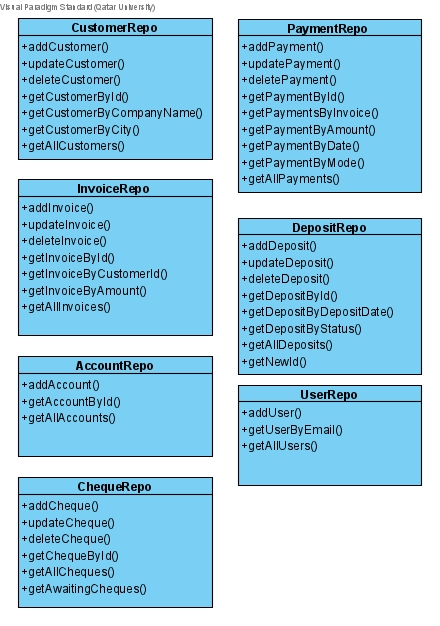 Visual Paradigm Standard (Qatar University)
CustomerRepo
+addCustomer()
+updateCustomer()
+deleteCustomer()
+getCustomerById()
+getCustomerByCompanyName()
+getCustomerByCity()
+getAllCustomers()
InvoiceRepo
+addInvoice()
+updateInvoice()
+deleteInvoice()
+getInvoiceById()
+getInvoiceByCustomerId()
+getInvoiceByAmount()
+getAllInvoices()
AccountRepo
+addAccount()
+getAccountById()
+getAllAccounts()
ChequeRepo
+addCheque()
+updateCheque()
+deleteCheque()
+getChequeById()
+getAllCheques()
+getAwaitingCheques()
PaymentRepo
+addPayment()
+updatePayment()
+deletePayment()
+getPaymentById()
+getPaymentsByInvoice()
+getPaymentByAmount()
+getPaymentByDate()
+getPaymentByMode()
+getAllPayments()
DepositRepo
+addDeposit()
+updateDeposit()
+deleteDeposit()
+getDepositById()
+getDepositByDepositDate()
+getDepositByStatus()
+getAllDeposits()
+getNewId()
UserRepo
+addUser()
+getUserByEmail()
+getAllUsers()